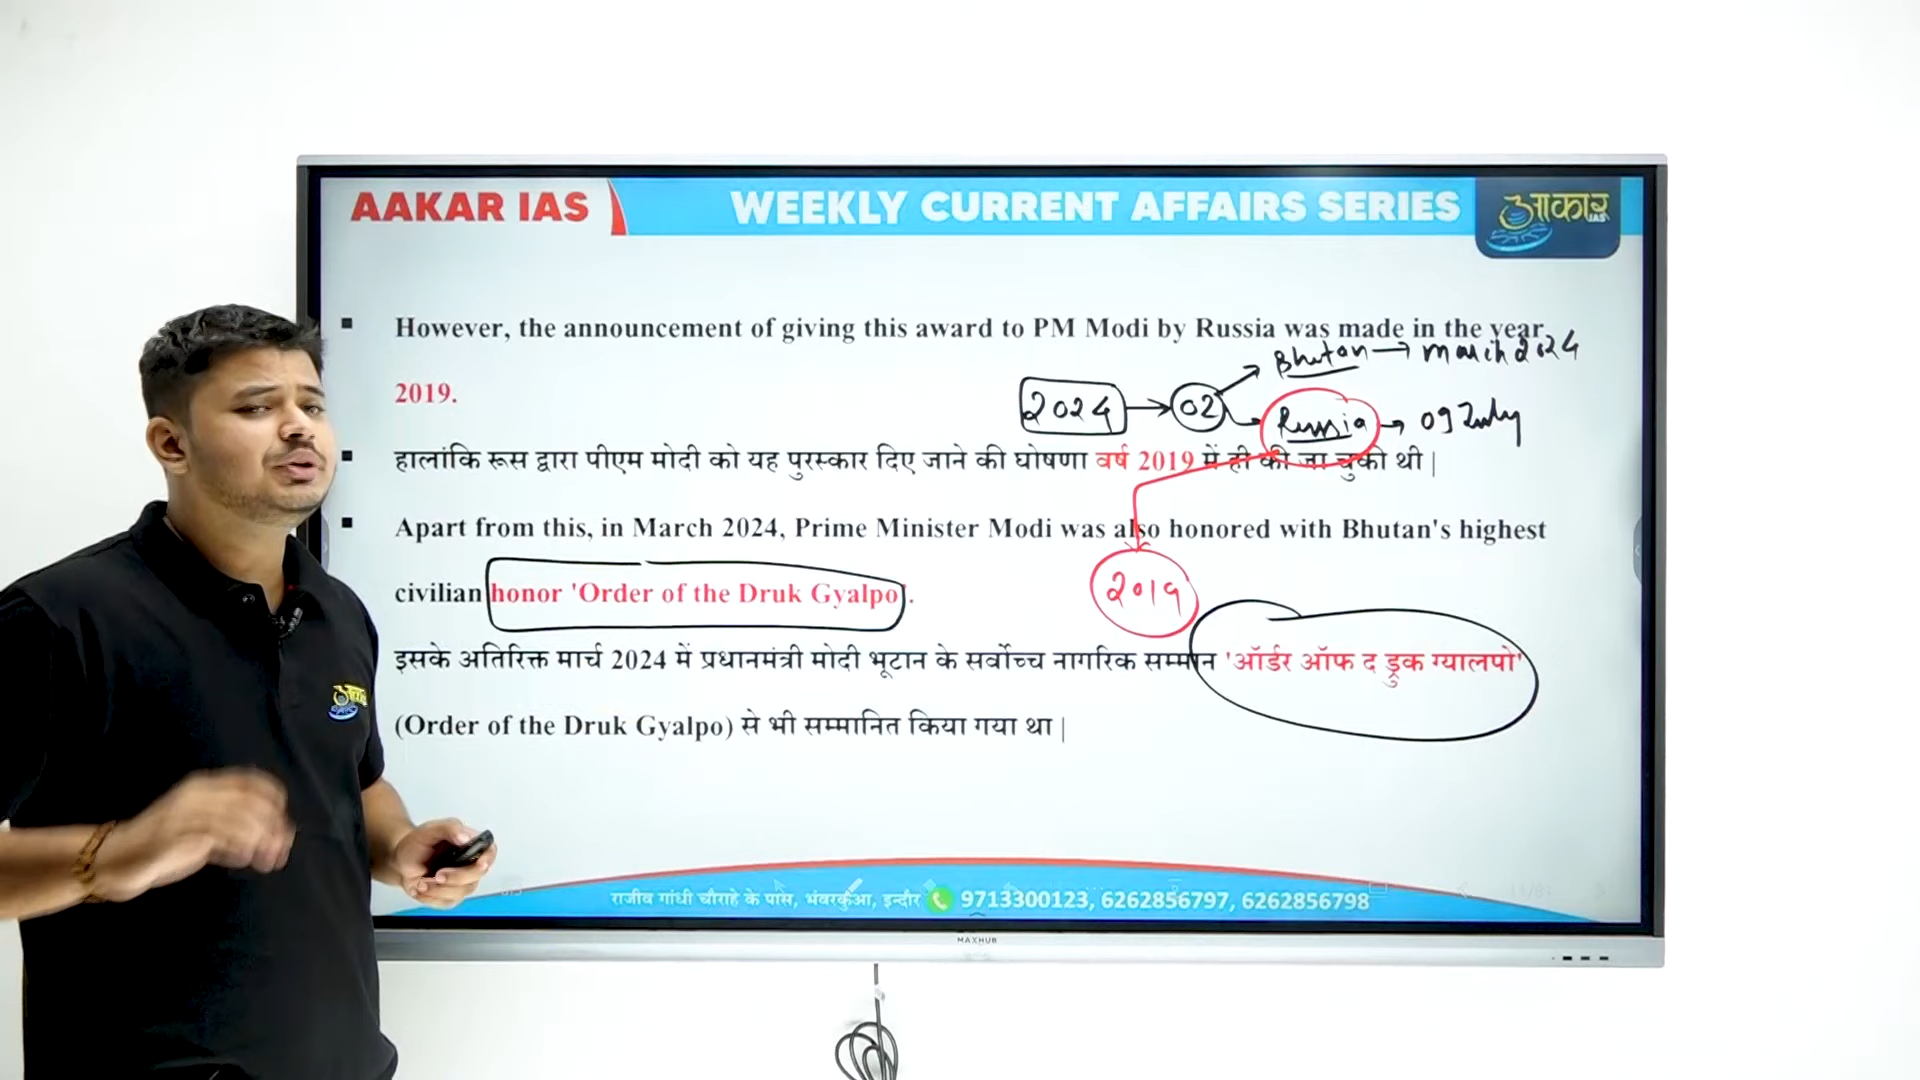 AAKAR IAS
WEEKLY CURRENT AFFAIRS SERIES
आकार
IAS
However, the announcement of giving this award to PM Modi by Russia was made in the year
2019.
Bhutan → March 2024
2024 → 02
Russia → 09 July
हालांकि रूस द्वारा पीएम मोदी को यह पुरस्कार दिए जाने की घोषणा वर्ष 2019 में ही की जा चुकी थी |
Apart from this, in March 2024, Prime Minister Modi was also honored with Bhutan's highest
civilian honor 'Order of the Druk Gyalpo'.
2019
इसके अतिरिक्त मार्च 2024 में प्रधानमंत्री मोदी भूटान के सर्वोच्च नागरिक सम्मान 'ऑर्डर ऑफ द ड्रुक ग्यालपो'
(Order of the Druk Gyalpo) से भी सम्मानित किया गया था |
राजीव गांधी चौराहे के पास, भंवरकुँआ, इन्दौर 9713300123, 6262856797, 6262856798
MAXHUB